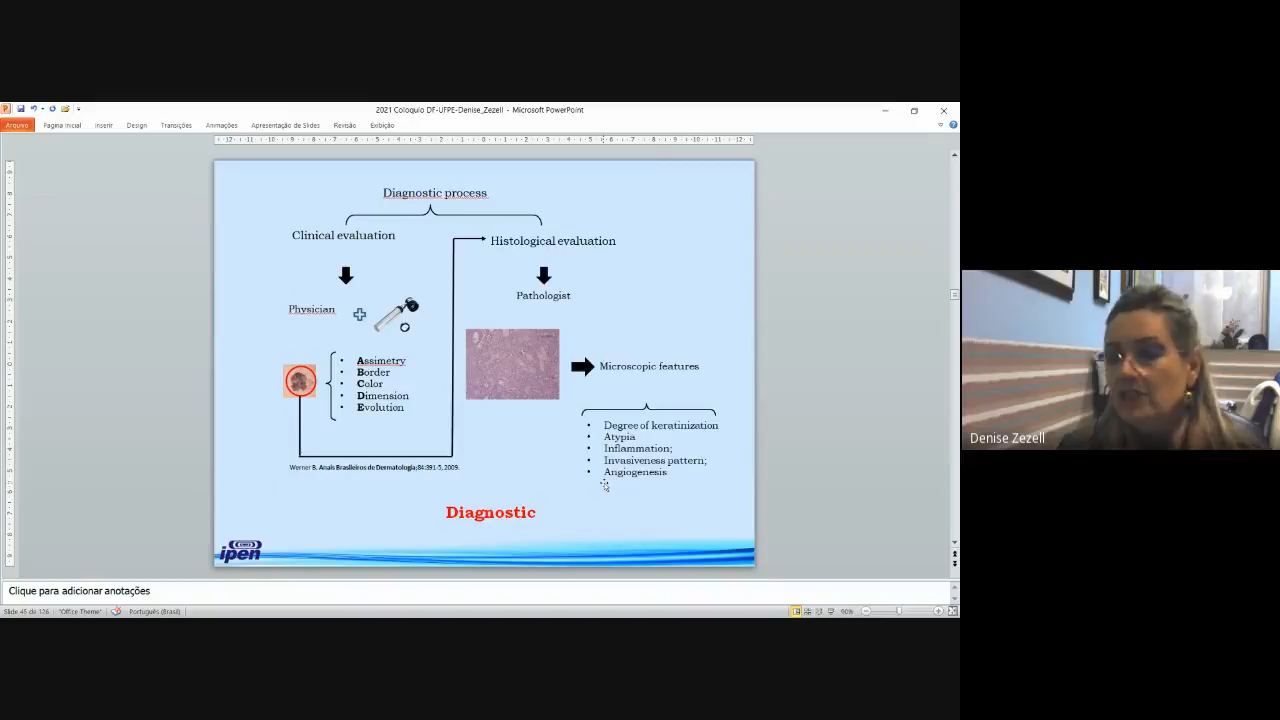 2021 Coloquio DF-UFPE-Denise_Zezell - Microsoft PowerPoint
Arquivo Página Inicial Inserir Design Transições Animações Apresentação de Slides Revisão Exibição
Diagnostic process
Clinical evaluation
Histological evaluation
Physician
Pathologist
• Assimetry
• Border
• Color
• Dimension
• Evolution
Microscopic features
• Degree of keratinization
• Atypia
• Inflammation;
• Invasiveness pattern;
• Angiogenesis
Werner B. Anais Brasileiros de Dermatologia;84:391-5, 2009.
Diagnostic
ipen
Denise Zezell
Clique para adicionar anotações
Slide 45 de 126 "Office Theme" Português (Brasil) 90%